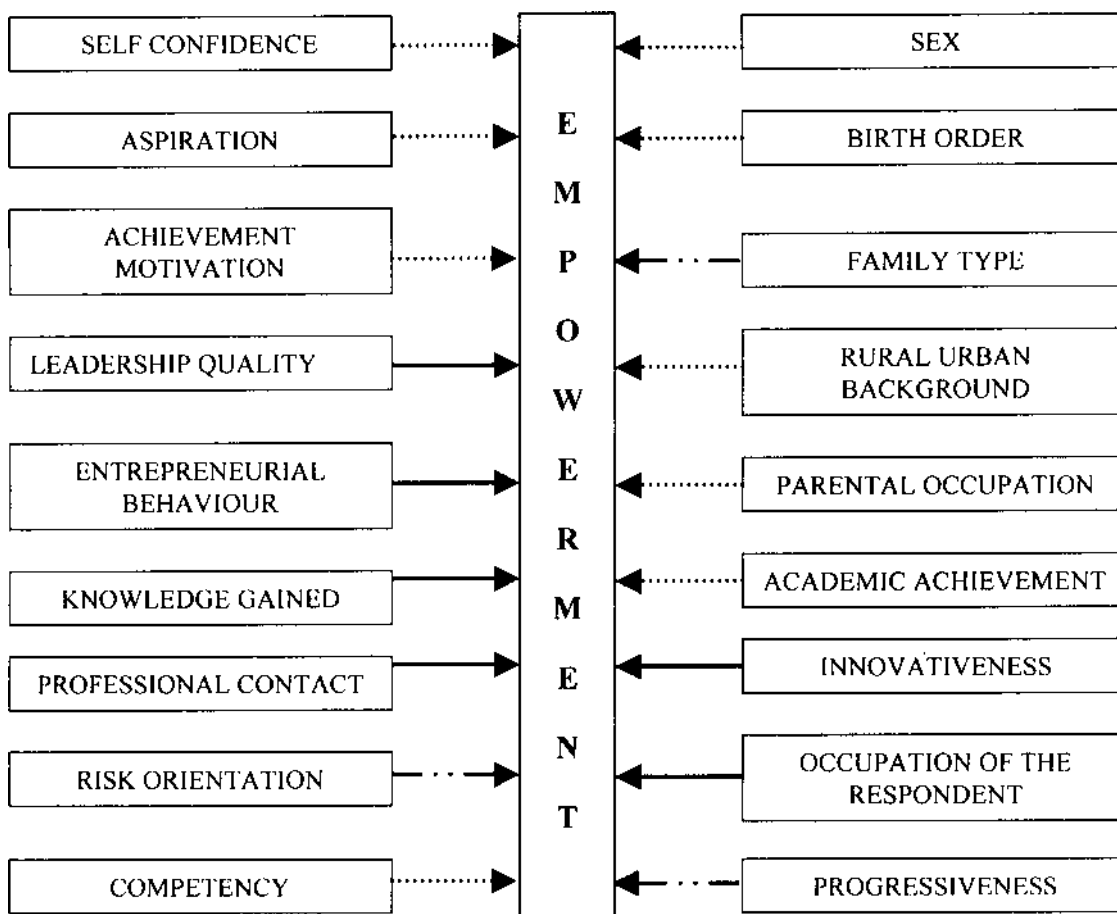 SELF CONFIDENCE
ASPIRATION
ACHIEVEMENT
MOTIVATION
LEADERSHIP QUALITY
ENTREPRENEURIAL
BEHAVIOUR
KNOWLEDGE GAINED
PROFESSIONAL CONTACT
RISK ORIENTATION
COMPETENCY
EMPOWERMENT
SEX
BIRTH ORDER
FAMILY TYPE
RURAL URBAN
BACKGROUND
PARENTAL OCCUPATION
ACADEMIC ACHIEVEMENT
INNOVATIVENESS
OCCUPATION OF THE
RESPONDENT
PROGRESSIVENESS